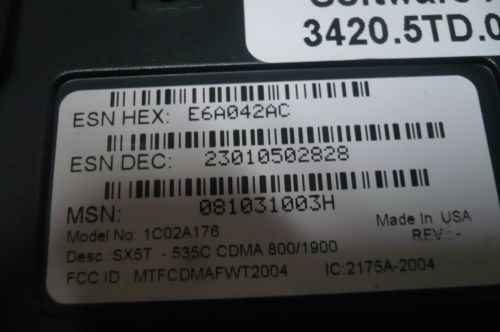 3420.5TD.0
ESN HEX: E6A042AC
ESN DEC: 23010502828
MSN: 081031003H
Model No: 1C02A176 Made In USA
Desc :SX5T - 535C CDMA 800/1900 REV.: -
FCC ID : MTFCDMAFWT2004 IC:2175A-2004